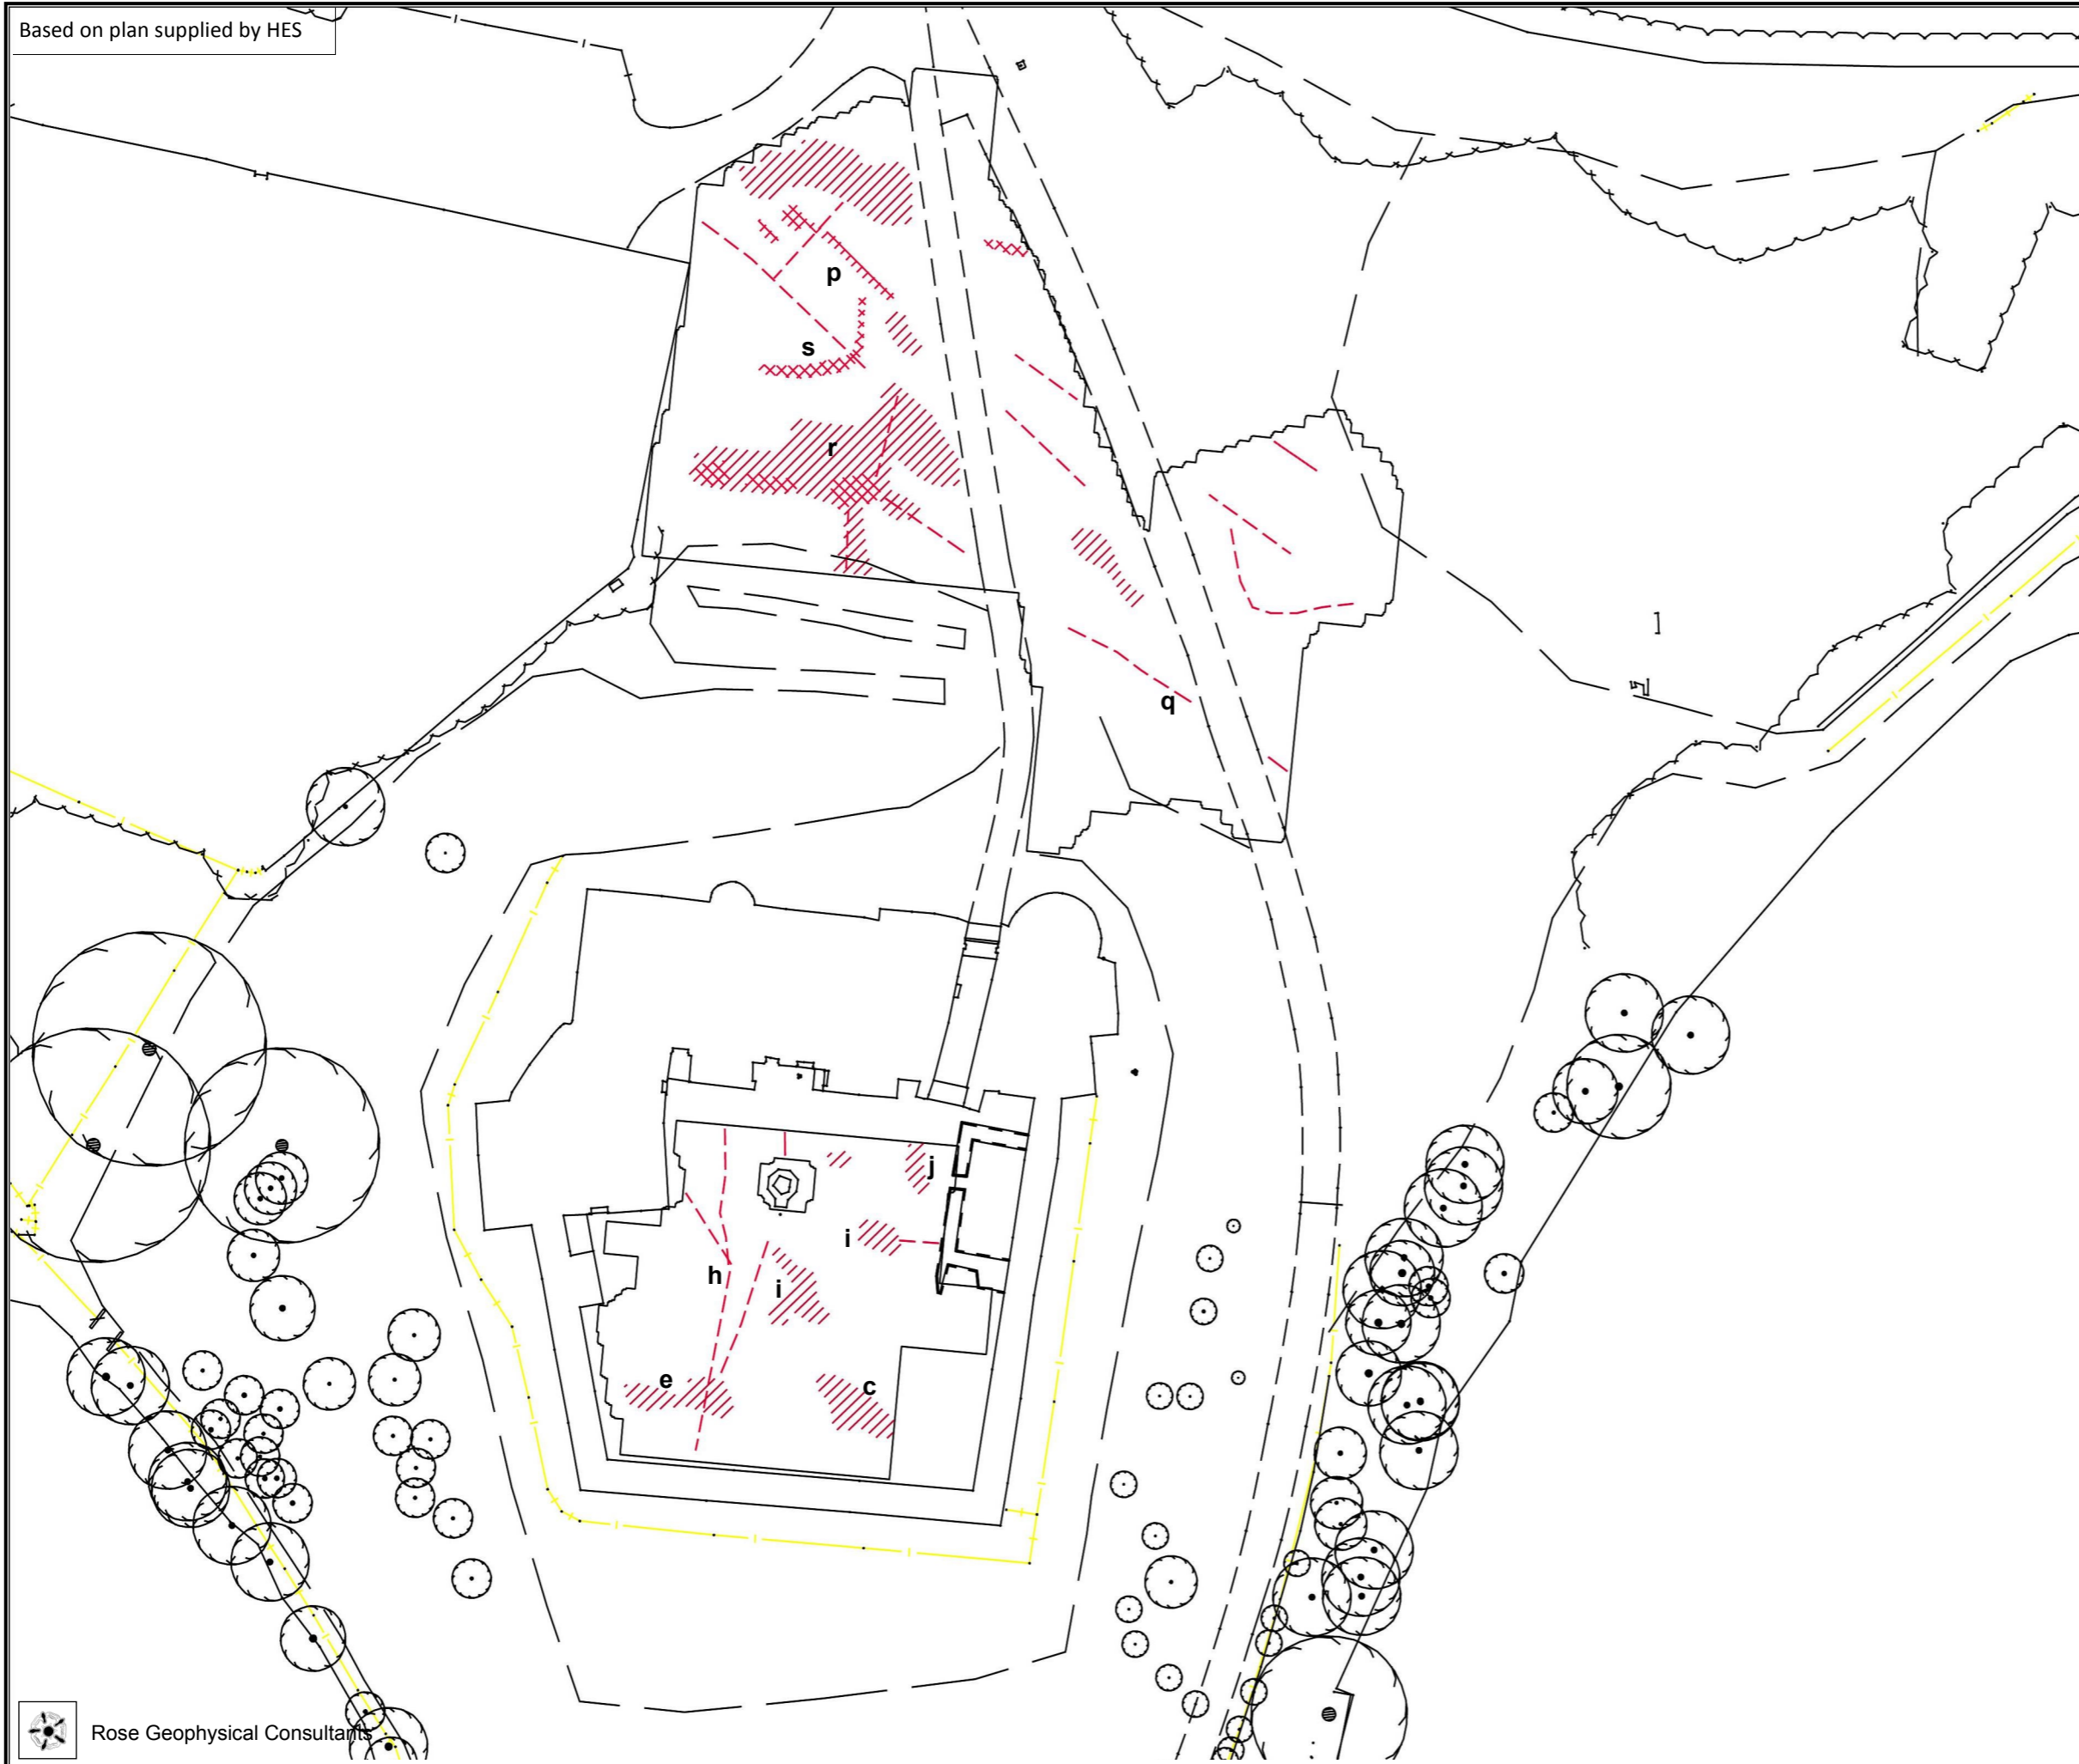 Based on plan supplied by HES
p
s
r
q
j
i
h
i
e
c
Rose Geophysical Consultants